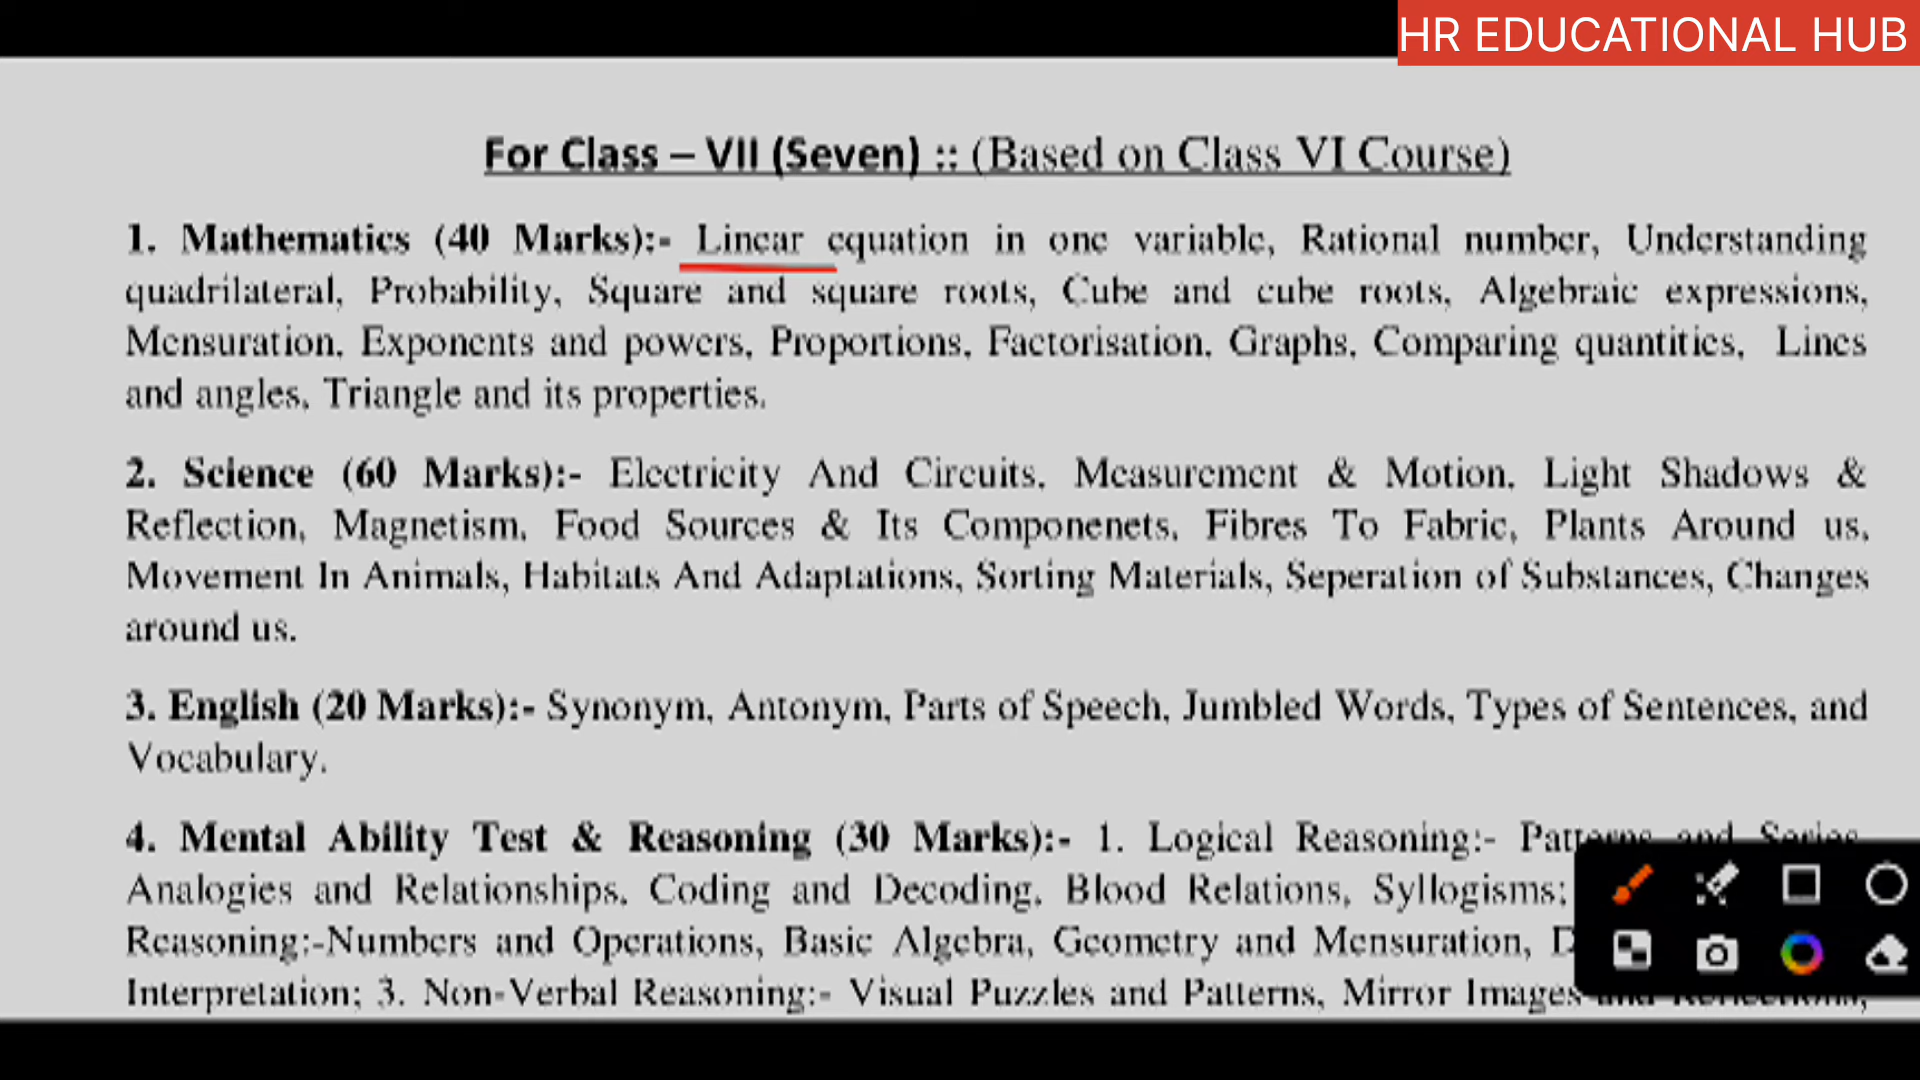 HR EDUCATIONAL HUB
For Class – VII (Seven) :: (Based on Class VI Course)
1. Mathematics (40 Marks):- Linear equation in one variable, Rational number, Understanding
quadrilateral, Probability, Square and square roots, Cube and cube roots, Algebraic expressions,
Mensuration, Exponents and powers, Proportions, Factorisation, Graphs, Comparing quantities, Lines
and angles, Triangle and its properties.
2. Science (60 Marks):- Electricity And Circuits, Measurement & Motion, Light Shadows &
Reflection, Magnetism, Food Sources & Its Componenets, Fibres To Fabric, Plants Around us,
Movement In Animals, Habitats And Adaptations, Sorting Materials, Seperation of Substances, Changes
around us.
3. English (20 Marks):- Synonym, Antonym, Parts of Speech, Jumbled Words, Types of Sentences, and
Vocabulary.
4. Mental Ability Test & Reasoning (30 Marks):- 1. Logical Reasoning:- Patterns and Series,
Analogies and Relationships, Coding and Decoding, Blood Relations, Syllogisms;
Reasoning:-Numbers and Operations, Basic Algebra, Geometry and Mensuration,
Interpretation; 3. Non-Verbal Reasoning:- Visual Puzzles and Patterns, Mirror Images